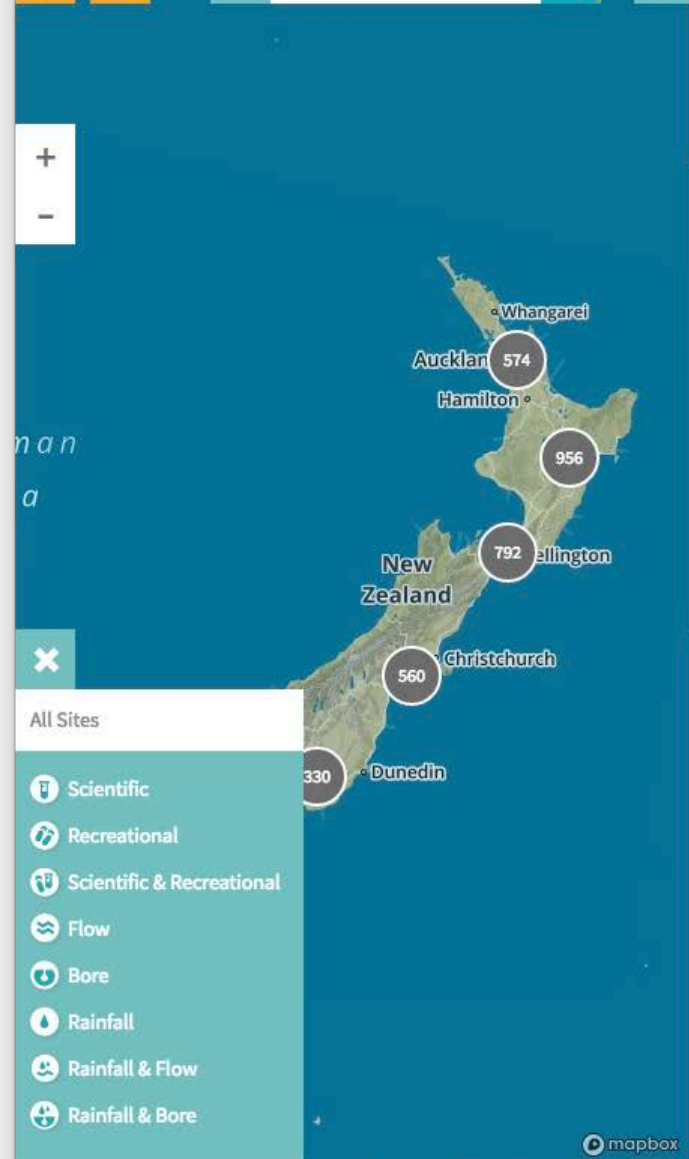 +
−
Whangarei
Aucklan 574
Hamilton
man
956
a
792 ellington
New
Zealand
Christchurch
560
All Sites
330
Dunedin
Scientific
Recreational
Scientific & Recreational
Flow
Bore
Rainfall
Rainfall & Flow
Rainfall & Bore
mapbox